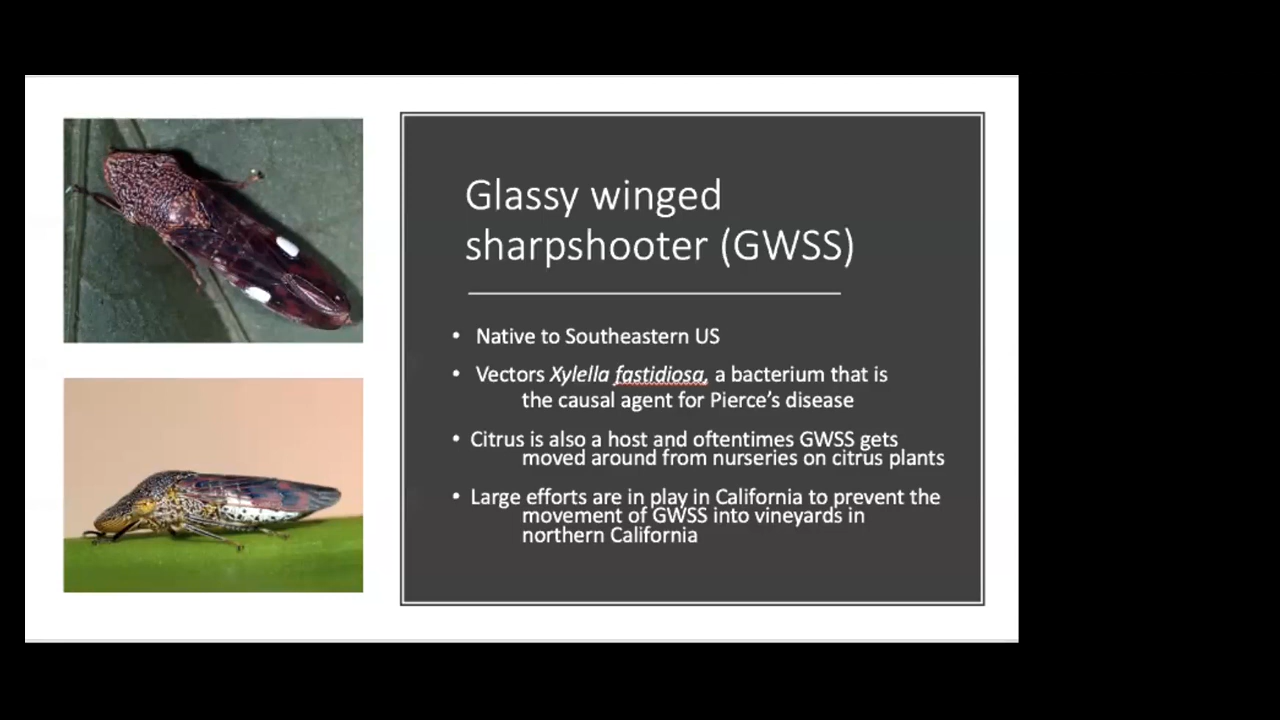 Glassy winged
sharpshooter (GWSS)
• Native to Southeastern US
• Vectors Xylella fastidiosa, a bacterium that is
the causal agent for Pierce’s disease
• Citrus is also a host and oftentimes GWSS gets
moved around from nurseries on citrus plants
• Large efforts are in play in California to prevent the
movement of GWSS into vineyards in
northern California